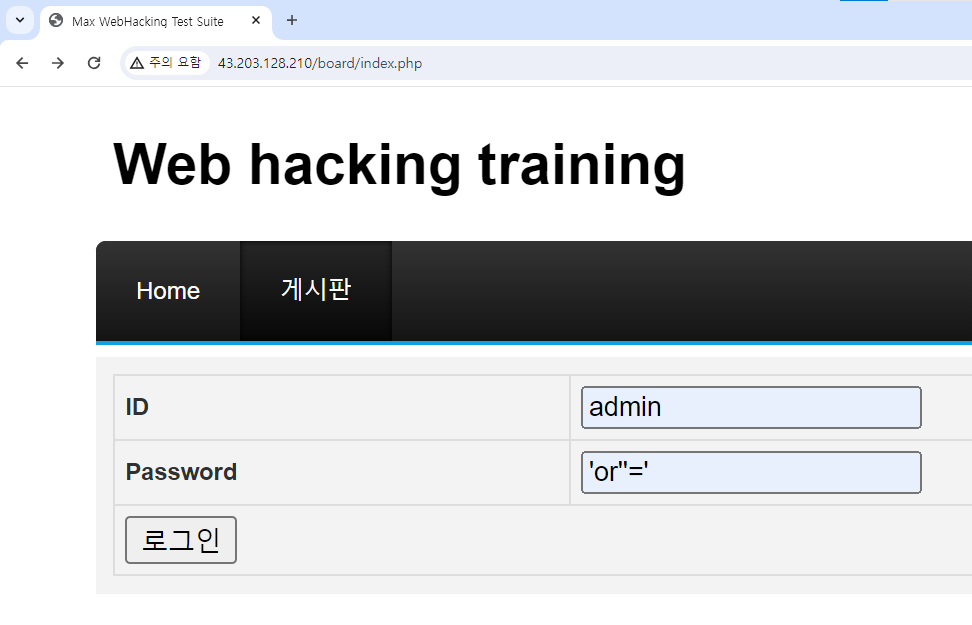 Max WebHacking Test Suite
주의 요함 43.203.128.210/board/index.php
Web hacking training
Home 게시판
ID admin
Password 'or''='
로그인